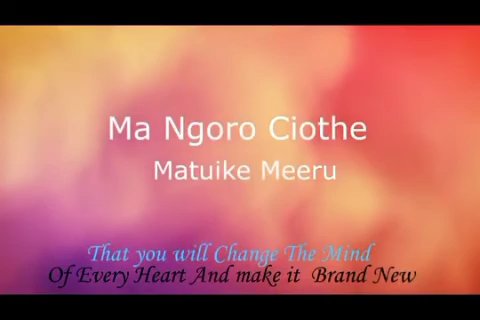 Ma Ngoro Ciothe
Matuike Meeru
That you will Change The Mind
Of Every Heart And make it Brand New